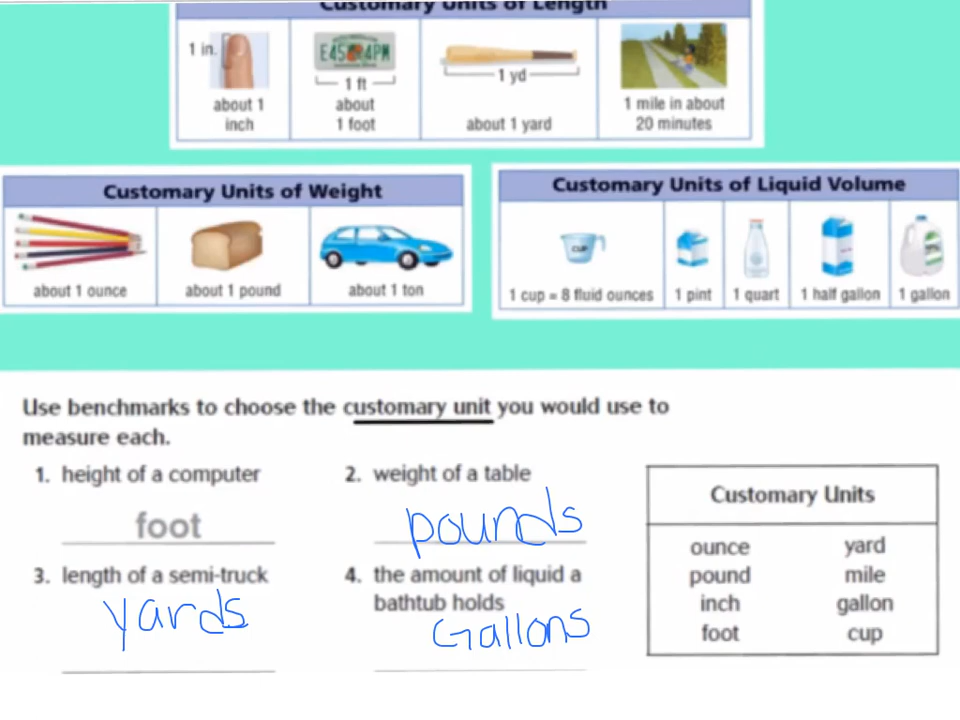 Customary Units of Length
1 in.
E45 4PM
1 ft
1 yd
about 1
inch
about
1 foot
about 1 yard
1 mile in about
20 minutes
Customary Units of Weight
about 1 ounce
about 1 pound
about 1 ton
Customary Units of Liquid Volume
CUP
1 cup = 8 fluid ounces
1 pint
1 quart
1 half gallon
1 gallon
Use benchmarks to choose the customary unit you would use to
measure each.
1. height of a computer
foot
2. weight of a table
pounds
3. length of a semi-truck
yards
4. the amount of liquid a
bathtub holds
Gallons
Customary Units
ounce yard
pound mile
inch gallon
foot cup